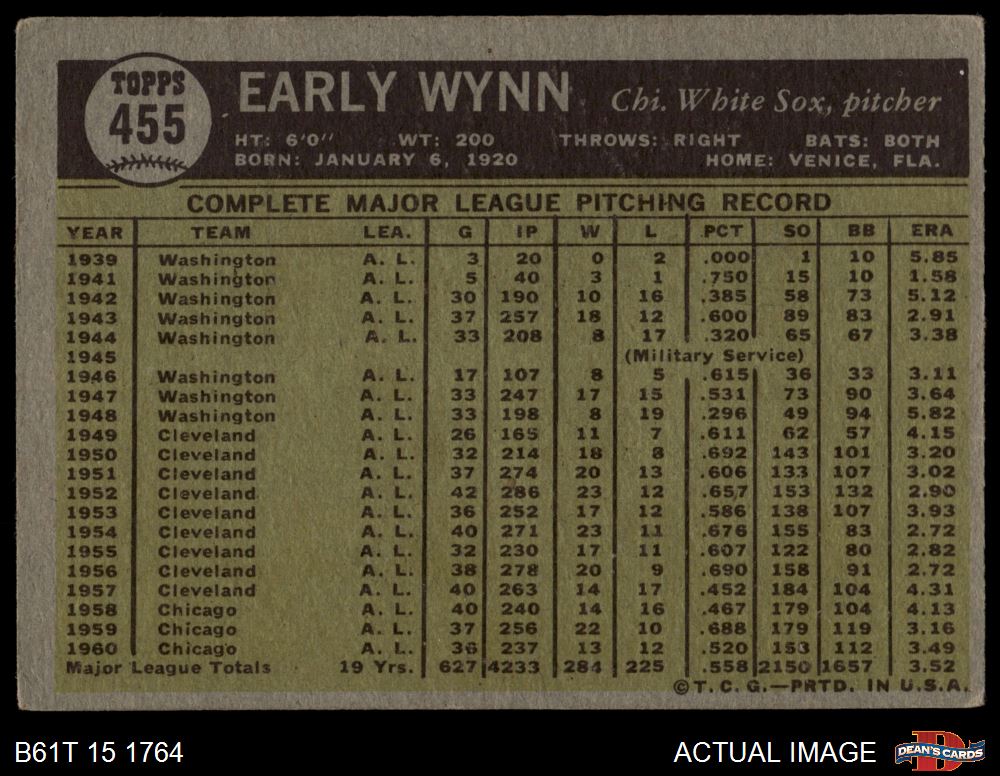 TOPPS
455
EARLY WYNN Chi. White Sox, pitcher
HT: 6'0'' WT: 200 THROWS: RIGHT BATS: BOTH
BORN: JANUARY 6, 1920 HOME: VENICE, FLA.
COMPLETE MAJOR LEAGUE PITCHING RECORD
YEAR TEAM LEA. G IP W L PCT SO BB ERA
1939 Washington A. L. 3 20 0 2 .000 1 10 5.85
1941 Washington A. L. 5 40 3 1 .750 15 10 1.58
1942 Washington A. L. 30 190 10 16 .385 58 73 5.12
1943 Washington A. L. 37 257 18 12 .600 89 83 2.91
1944 Washington A. L. 33 208 8 17 .320 65 67 3.38
1945 (Military Service)
1946 Washington A. L. 17 107 8 5 .615 36 33 3.11
1947 Washington A. L. 33 247 17 15 .531 73 90 3.64
1948 Washington A. L. 33 198 8 19 .296 49 94 5.82
1949 Cleveland A. L. 26 165 11 7 .611 62 57 4.15
1950 Cleveland A. L. 32 214 18 8 .692 143 101 3.20
1951 Cleveland A. L. 37 274 20 13 .606 133 107 3.02
1952 Cleveland A. L. 42 286 23 12 .657 153 132 2.90
1953 Cleveland A. L. 36 252 17 12 .586 138 107 3.93
1954 Cleveland A. L. 40 271 23 11 .676 155 83 2.72
1955 Cleveland A. L. 32 230 17 11 .607 122 80 2.82
1956 Cleveland A. L. 38 278 20 9 .690 158 91 2.72
1957 Cleveland A. L. 40 263 14 17 .452 184 104 4.31
1958 Chicago A. L. 40 240 14 16 .467 179 104 4.13
1959 Chicago A. L. 37 256 22 10 .688 179 119 3.16
1960 Chicago A. L. 36 237 13 12 .520 153 112 3.49
Major League Totals 19 Yrs. 627 4233 284 225 .558 2150 1657 3.52
©T. C. G.—PRTD. IN U.S.A.
B61T 15 1764 ACTUAL IMAGE DEAN'S CARDS